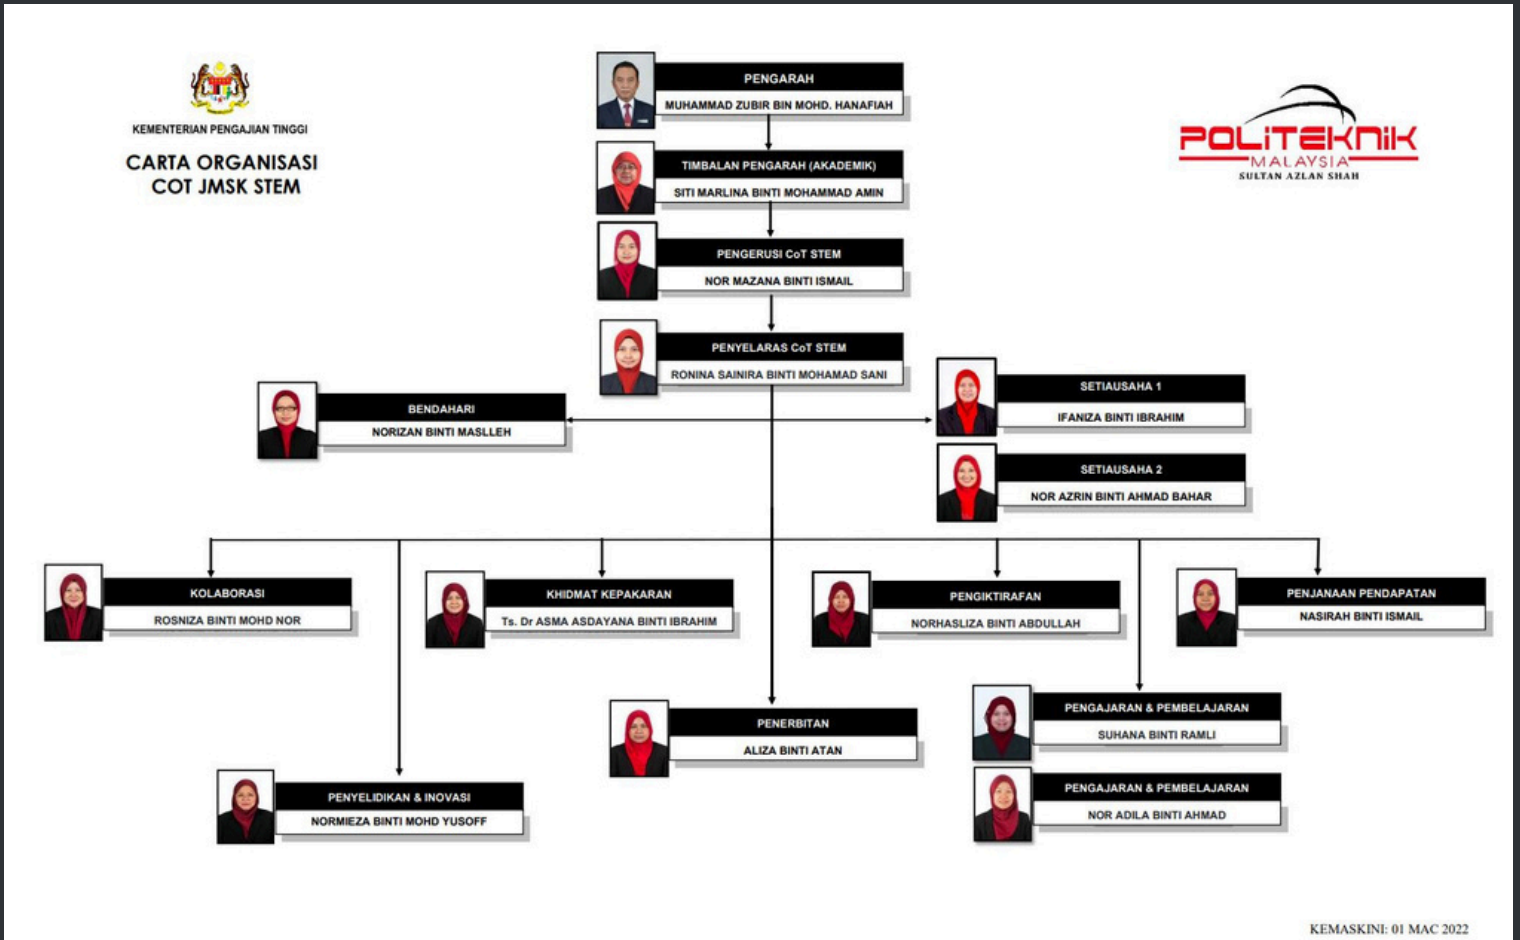 KEMENTERIAN PENGAJIAN TINGGI
CARTA ORGANISASI
COT JMSK STEM
POLITEKNIK
MALAYSIA
SULTAN AZLAN SHAH
PENGARAH
MUHAMMAD ZUBIR BIN MOHD. HANAFIAH
TIMBALAN PENGARAH (AKADEMIK)
SITI MARLINA BINTI MOHAMMAD AMIN
PENGERUSI CoT STEM
NOR MAZANA BINTI ISMAIL
PENYELARAS CoT STEM
RONINA SAINIRA BINTI MOHAMAD SANI
BENDAHARI
NORIZAN BINTI MASLLEH
SETIAUSAHA 1
IFANIZA BINTI IBRAHIM
SETIAUSAHA 2
NOR AZRIN BINTI AHMAD BAHAR
KOLABORASI
ROSNIZA BINTI MOHD NOR
KHIDMAT KEPAKARAN
Ts. Dr ASMA ASDAYANA BINTI IBRAHIM
PENGIKTIRAFAN
NORHASLIZA BINTI ABDULLAH
PENJANAAN PENDAPATAN
NASIRAH BINTI ISMAIL
PENERBITAN
ALIZA BINTI ATAN
PENGAJARAN & PEMBELAJARAN
SUHANA BINTI RAMLI
PENYELIDIKAN & INOVASI
NORMIEZA BINTI MOHD YUSOFF
PENGAJARAN & PEMBELAJARAN
NOR ADILA BINTI AHMAD
KEMASKINI: 01 MAC 2022